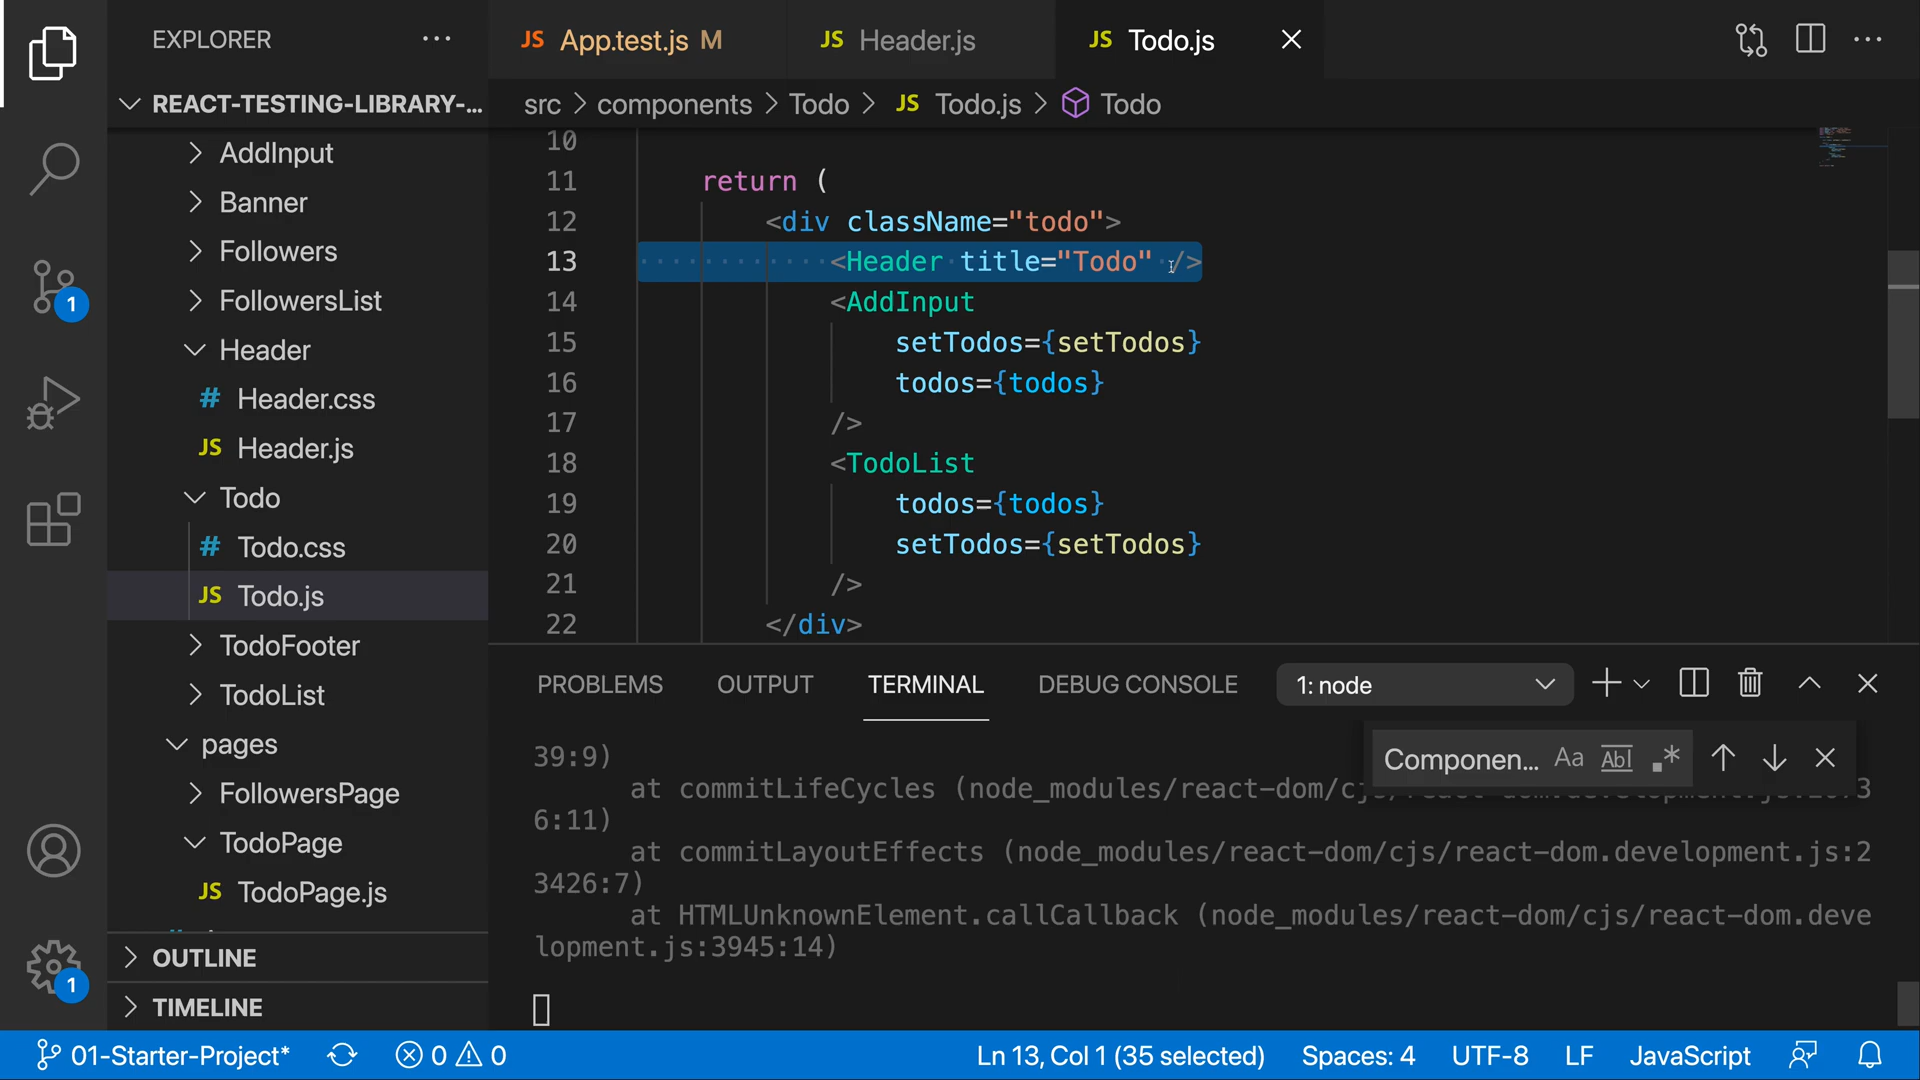 EXPLORER
REACT-TESTING-LIBRARY-...
AddInput
Banner
Followers
FollowersList
Header
# Header.css
JS Header.js
Todo
# Todo.css
JS Todo.js
TodoFooter
TodoList
pages
FollowersPage
TodoPage
JS TodoPage.js
OUTLINE
TIMELINE
1
1
JS App.test.js M
JS Header.js
JS Todo.js
src > components > Todo > JS Todo.js > Todo
10
11 return (
12 <div className="todo">
13 <Header title="Todo" />
14 <AddInput
15 setTodos={setTodos}
16 todos={todos}
17 />
18 <TodoList
19 todos={todos}
20 setTodos={setTodos}
21 />
22 </div>
PROBLEMS OUTPUT TERMINAL DEBUG CONSOLE 1: node
Componen... Aa Abl .*
39:9)
at commitLifeCycles (node_modules/react-dom/cjs/
6:11)
at commitLayoutEffects (node_modules/react-dom/cjs/react-dom.development.js:2
3426:7)
at HTMLUnknownElement.callCallback (node_modules/react-dom/cjs/react-dom.deve
lopment.js:3945:14)
01-Starter-Project* 0 0 Ln 13, Col 1 (35 selected) Spaces: 4 UTF-8 LF JavaScript